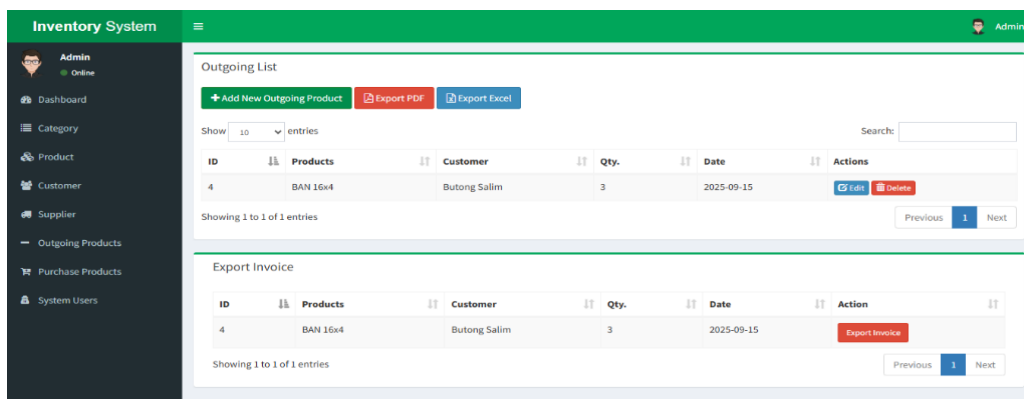 Inventory System
Admin
Admin
Online
Dashboard
Category
Product
Customer
Supplier
Outgoing Products
Purchase Products
System Users
Outgoing List
Add New Outgoing Product Export PDF Export Excel
Show 10 entries Search:
ID Products Customer Qty. Date Actions
4 BAN 16x4 Butong Salim 3 2025-09-15 Edit Delete
Showing 1 to 1 of 1 entries Previous 1 Next
Export Invoice
ID Products Customer Qty. Date Action
4 BAN 16x4 Butong Salim 3 2025-09-15 Export Invoice
Showing 1 to 1 of 1 entries Previous 1 Next